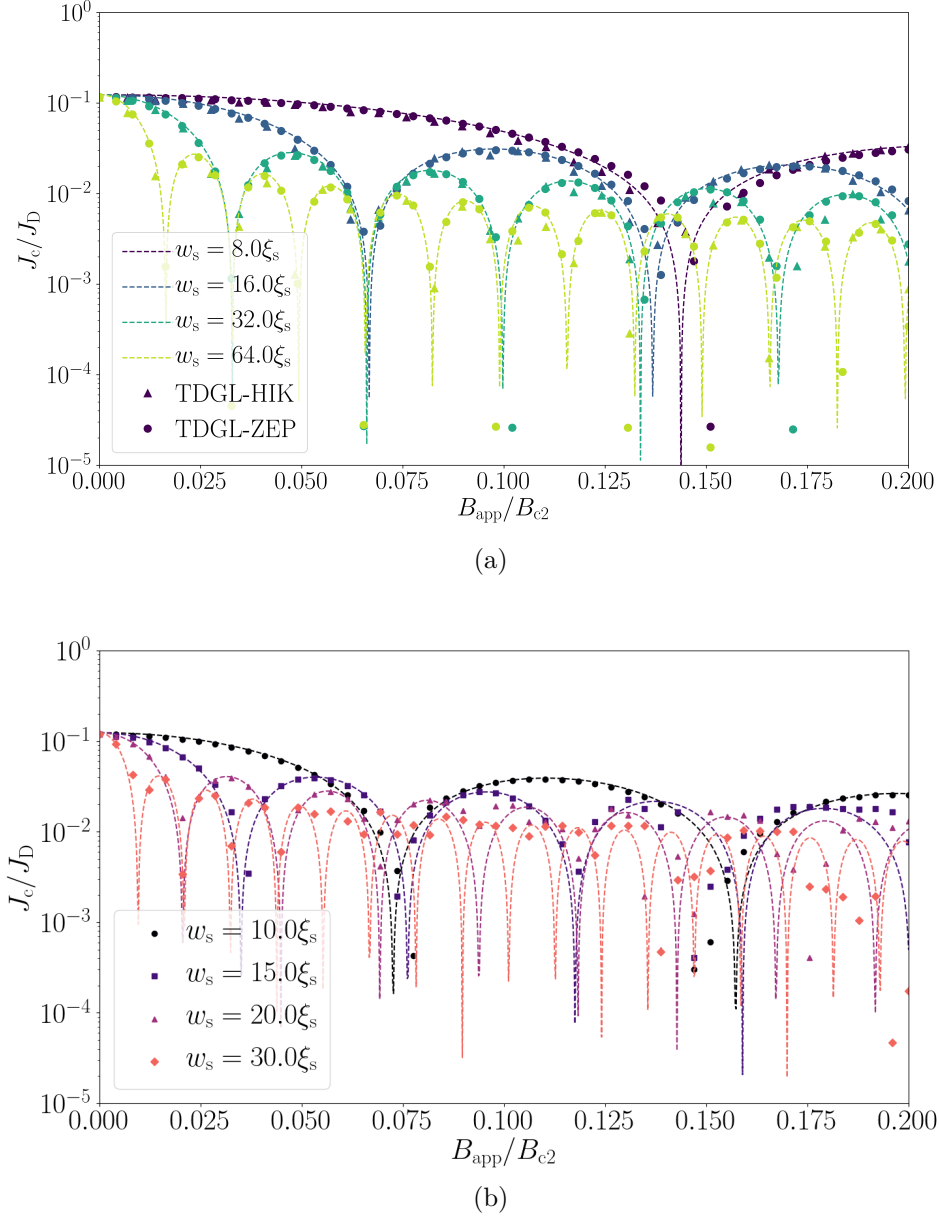 10⁰
10⁻¹
10⁻²
10⁻³
10⁻⁴
10⁻⁵
J_c/J_D
w_s = 8.0ξ_s
w_s = 16.0ξ_s
w_s = 32.0ξ_s
w_s = 64.0ξ_s
TDGL-HIK
TDGL-ZEP
0.000 0.025 0.050 0.075 0.100 0.125 0.150 0.175 0.200
B_app/B_c2
(a)
10⁰
10⁻¹
10⁻²
10⁻³
10⁻⁴
10⁻⁵
J_c/J_D
w_s = 10.0ξ_s
w_s = 15.0ξ_s
w_s = 20.0ξ_s
w_s = 30.0ξ_s
0.000 0.025 0.050 0.075 0.100 0.125 0.150 0.175 0.200
B_app/B_c2
(b)